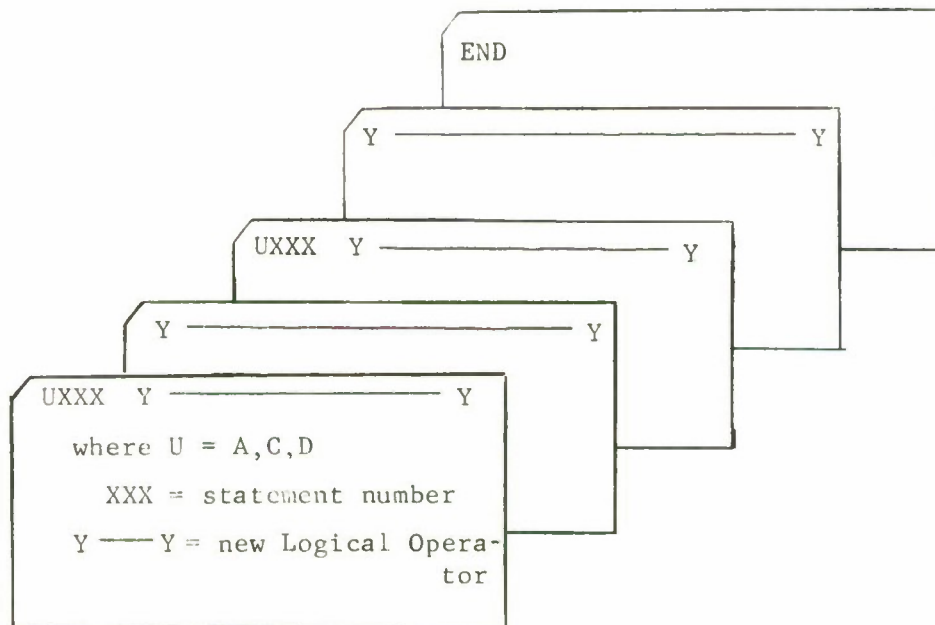 END
Y ——— Y
UXXX Y ——— Y
Y ——— Y
UXXX Y ——— Y
where U = A,C,D
XXX = statement number
Y —— Y = new Logical Opera-
tor